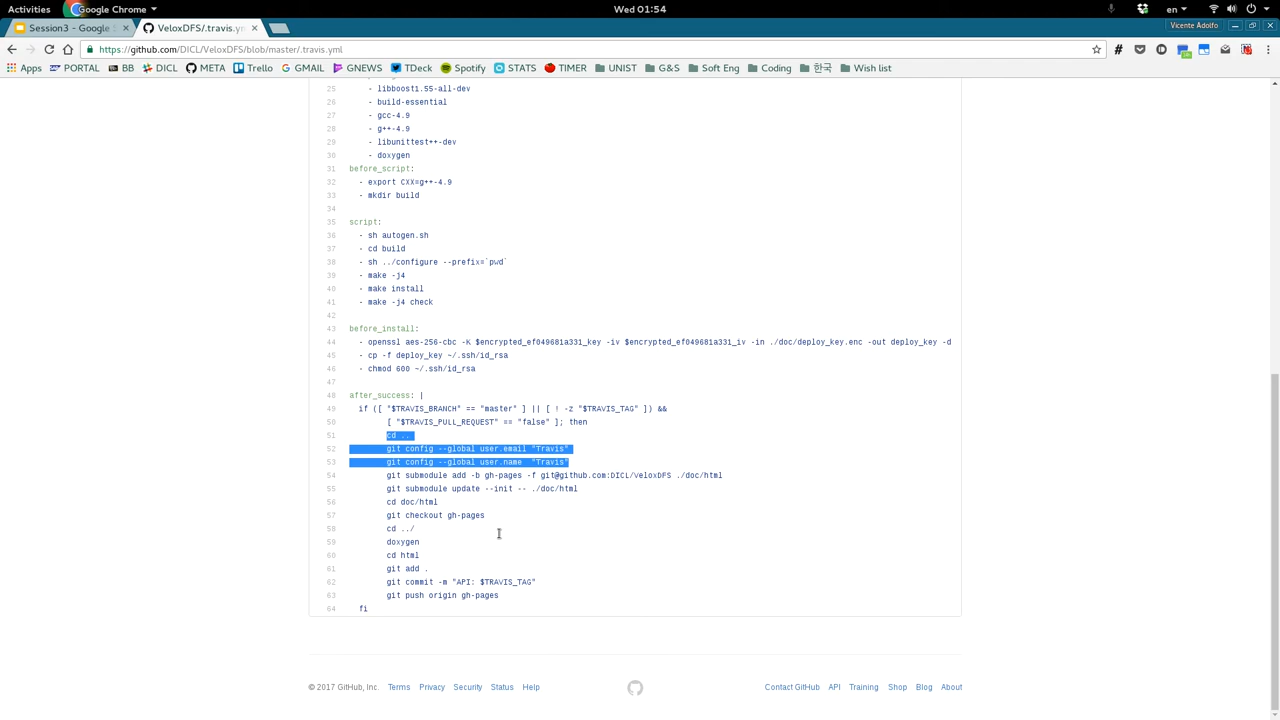 Activities Google Chrome Wed 01:54 en
Session3 - Google VeloxDFS/.travis.ym Vicente Adolfo
https://github.com/DICL/VeloxDFS/blob/master/.travis.yml
Apps PORTAL BB DICL META Trello GMAIL GNEWS TDeck Spotify STATS TIMER UNIST G&S Soft Eng Coding 한국 Wish list
25 - libboost1.55-all-dev
26 - build-essential
27 - gcc-4.9
28 - g++-4.9
29 - libunittest++-dev
30 - doxygen
31 before_script:
32 - export CXX=g++-4.9
33 - mkdir build
34
35 script:
36 - sh autogen.sh
37 - cd build
38 - sh ../configure --prefix=`pwd`
39 - make -j4
40 - make install
41 - make -j4 check
42
43 before_install:
44 - openssl aes-256-cbc -K $encrypted_ef049681a331_key -iv $encrypted_ef049681a331_iv -in ./doc/deploy_key.enc -out deploy_key -d
45 - cp -f deploy_key ~/.ssh/id_rsa
46 - chmod 600 ~/.ssh/id_rsa
47
48 after_success: |
49 if ([ "$TRAVIS_BRANCH" == "master" ] || [ ! -z "$TRAVIS_TAG" ]) &&
50 [ "$TRAVIS_PULL_REQUEST" == "false" ]; then
51 cd ..
52 git config --global user.email "Travis"
53 git config --global user.name "Travis"
54 git submodule add -b gh-pages -f git@github.com:DICL/VeloxDFS ./doc/html
55 git submodule update --init -- ./doc/html
56 cd doc/html
57 git checkout gh-pages
58 cd ../
59 doxygen
60 cd html
61 git add .
62 git commit -m "API: $TRAVIS_TAG"
63 git push origin gh-pages
64 fi
© 2017 GitHub, Inc. Terms Privacy Security Status Help Contact GitHub API Training Shop Blog About